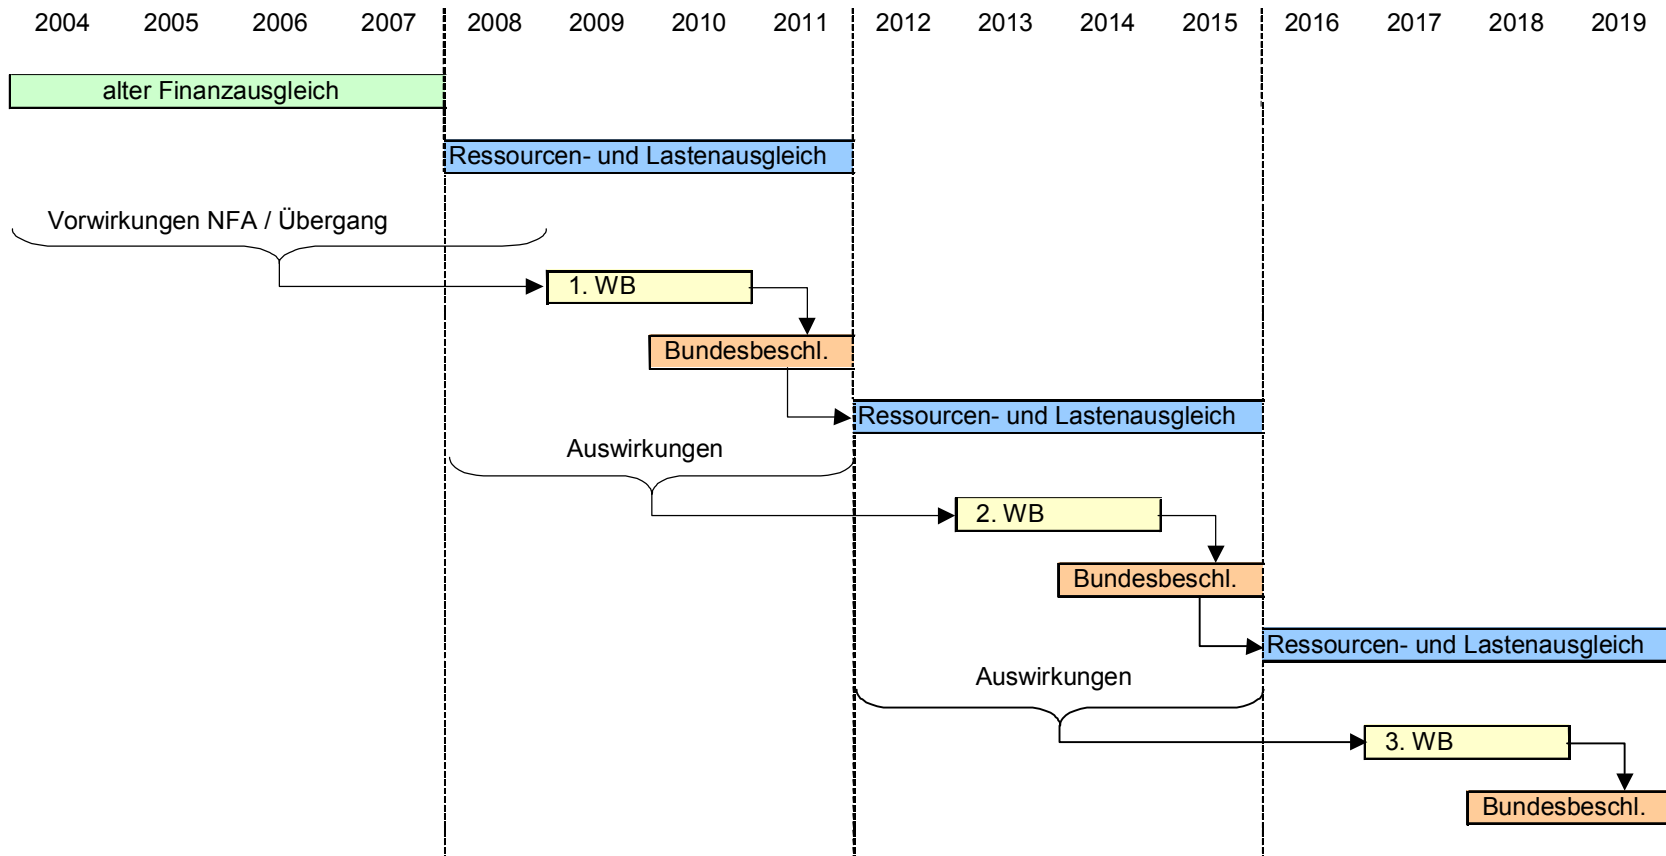 2004 2005 2006 2007 2008 2009 2010 2011 2012 2013 2014 2015 2016 2017 2018 2019
alter Finanzausgleich
Ressourcen- und Lastenausgleich
Vorwirkungen NFA / Übergang
1. WB
Bundesbeschl.
Ressourcen- und Lastenausgleich
Auswirkungen
2. WB
Bundesbeschl.
Ressourcen- und Lastenausgleich
Auswirkungen
3. WB
Bundesbeschl.